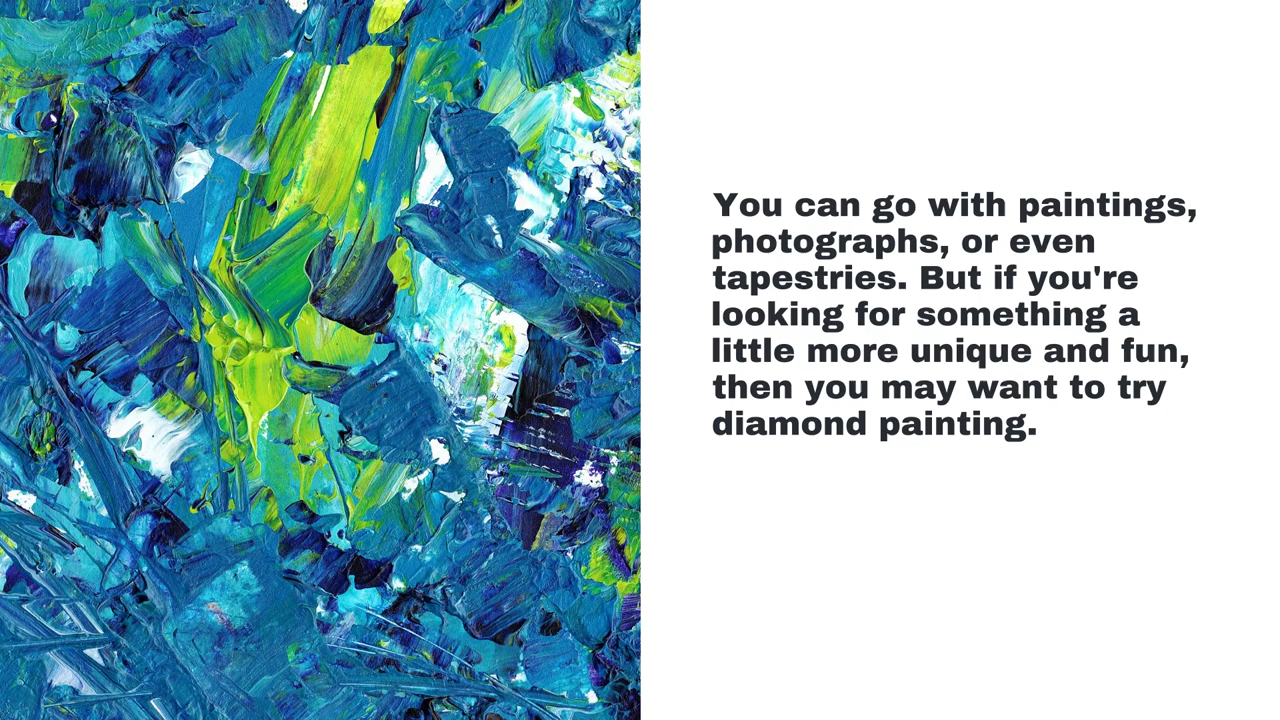 You can go with paintings,
photographs, or even
tapestries. But if you're
looking for something a
little more unique and fun,
then you may want to try
diamond painting.